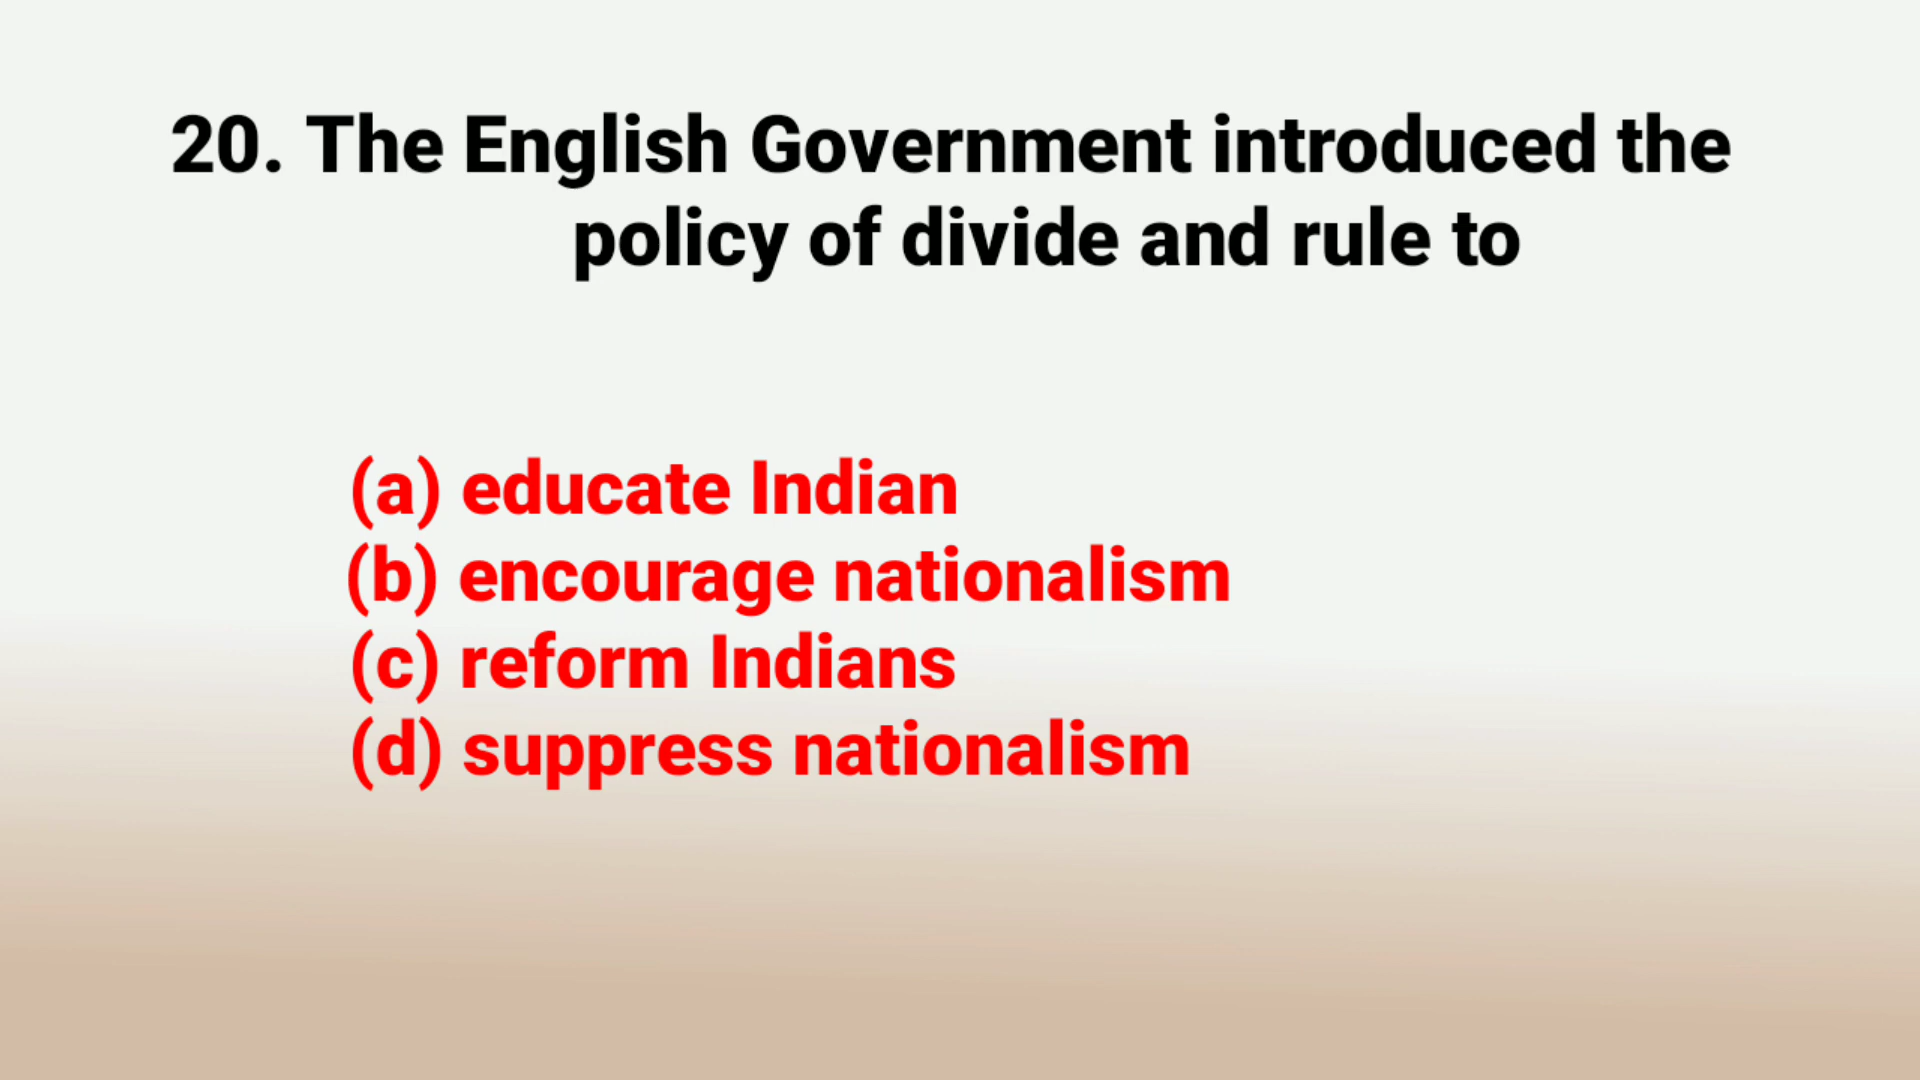 20. The English Government introduced the
policy of divide and rule to
(a) educate Indian
(b) encourage nationalism
(c) reform Indians
(d) suppress nationalism